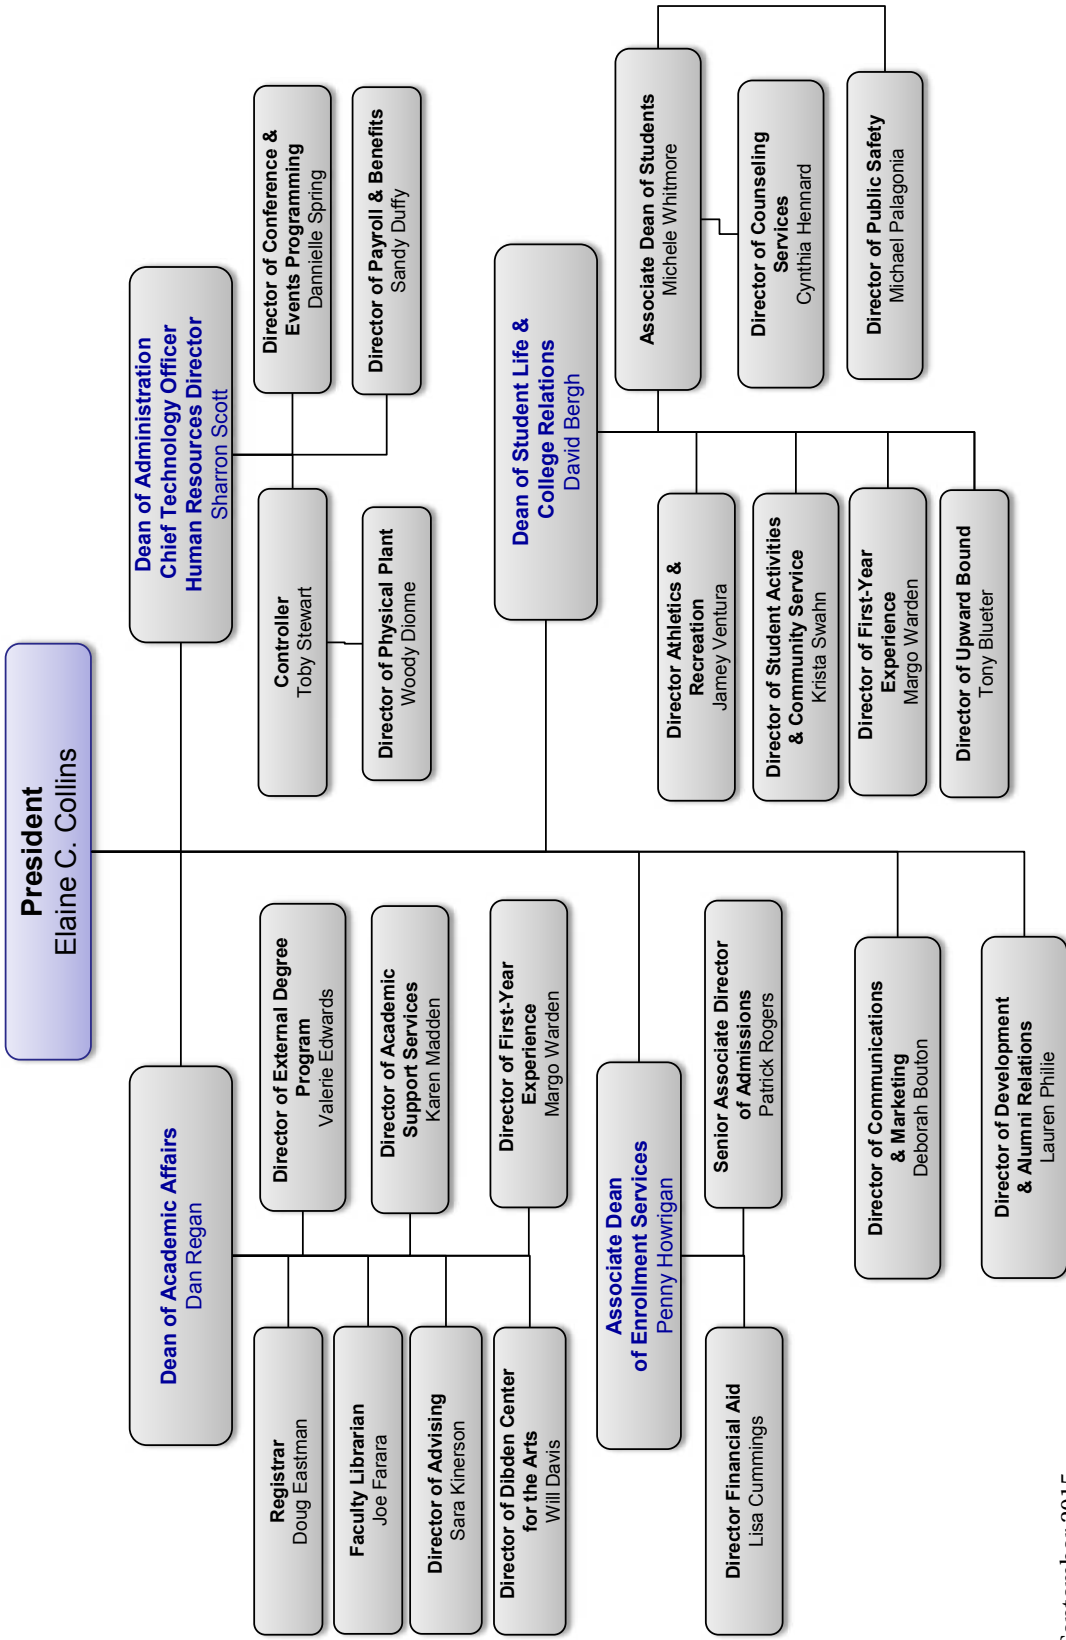 President
Elaine C. Collins
Dean of Academic Affairs
Dan Regan
Registrar
Doug Eastman
Faculty Librarian
Joe Farara
Director of Advising
Sara Kinerson
Director of Dibden Center
for the Arts
Will Davis
Director of External Degree
Program
Valerie Edwards
Director of Academic
Support Services
Karen Madden
Director of First-Year
Experience
Margo Warden
Dean of Administration
Chief Technology Officer
Human Resources Director
Sharron Scott
Controller
Toby Stewart
Director of Physical Plant
Woody Dionne
Director of Conference &
Events Programming
Dannielle Spring
Director of Payroll & Benefits
Sandy Duffy
Associate Dean
of Enrollment Services
Penny Howrigan
Director Financial Aid
Lisa Cummings
Senior Associate Director
of Admissions
Patrick Rogers
Dean of Student Life &
College Relations
David Bergh
Director Athletics &
Recreation
Jamey Ventura
Director of Student Activities
& Community Service
Krista Swahn
Director of First-Year
Experience
Margo Warden
Director of Upward Bound
Tony Blueter
Associate Dean of Students
Michele Whitmore
Director of Counseling
Services
Cynthia Hennard
Director of Public Safety
Michael Palagonia
Director of Communications
& Marketing
Deborah Bouton
Director of Development
& Alumni Relations
Lauren Philie
September 2015